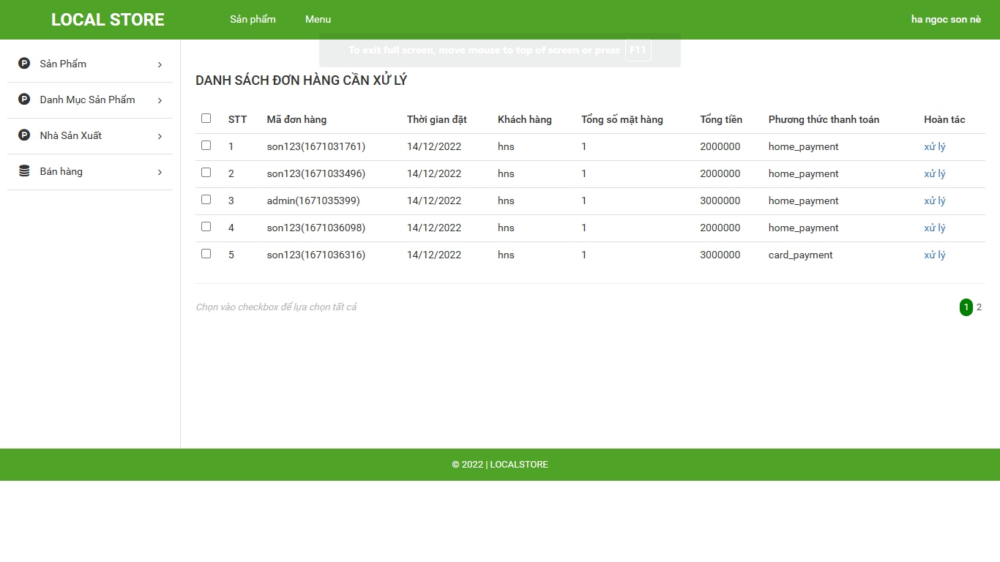 LOCAL STORE Sản phẩm Menu ha ngoc son nè
To exit full screen, move mouse to top of screen or press F11
Sản Phẩm
Danh Mục Sản Phẩm
Nhà Sản Xuất
Bán hàng
DANH SÁCH ĐƠN HÀNG CẦN XỬ LÝ
STT Mã đơn hàng Thời gian đặt Khách hàng Tổng số mặt hàng Tổng tiền Phương thức thanh toán Hoàn tác
1 son123(1671031761) 14/12/2022 hns 1 2000000 home_payment xử lý
2 son123(1671033496) 14/12/2022 hns 1 2000000 home_payment xử lý
3 admin(1671035399) 14/12/2022 hns 1 3000000 home_payment xử lý
4 son123(1671036098) 14/12/2022 hns 1 2000000 home_payment xử lý
5 son123(1671036316) 14/12/2022 hns 1 3000000 card_payment xử lý
Chọn vào checkbox để lựa chọn tất cả 1 2
© 2022 | LOCALSTORE